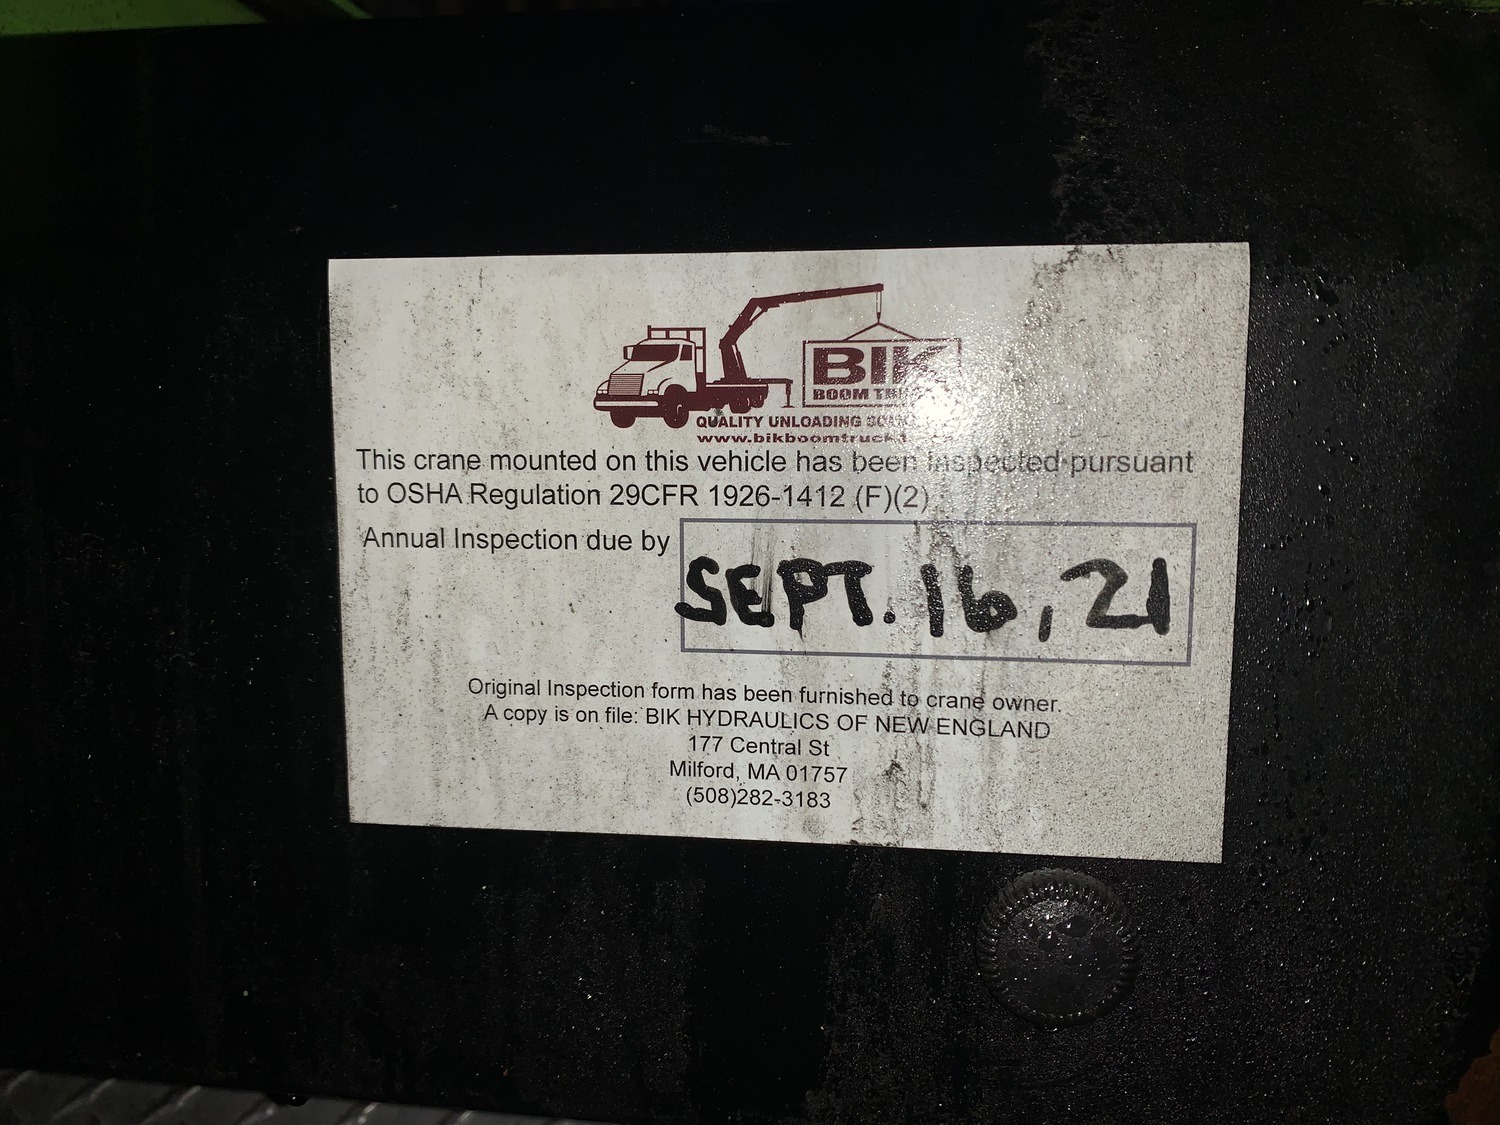 BIK
BOOM
QUALITY UNLOADING
This crane mounted on this vehicle has been inspected pursuant
to OSHA Regulation 29CFR 1926-1412 (F)(2)
Annual Inspection due by
SEPT. 16, 21
Original Inspection form has been furnished to crane owner.
A copy is on file: BIK HYDRAULICS OF NEW ENGLAND
177 Central St
Milford, MA 01757
(508)282-3183